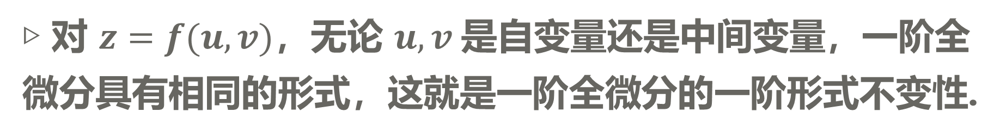 ▷ 对 z = f(u, v)，无论 u, v 是自变量还是中间变量，一阶全
微分具有相同的形式，这就是一阶全微分的一阶形式不变性.